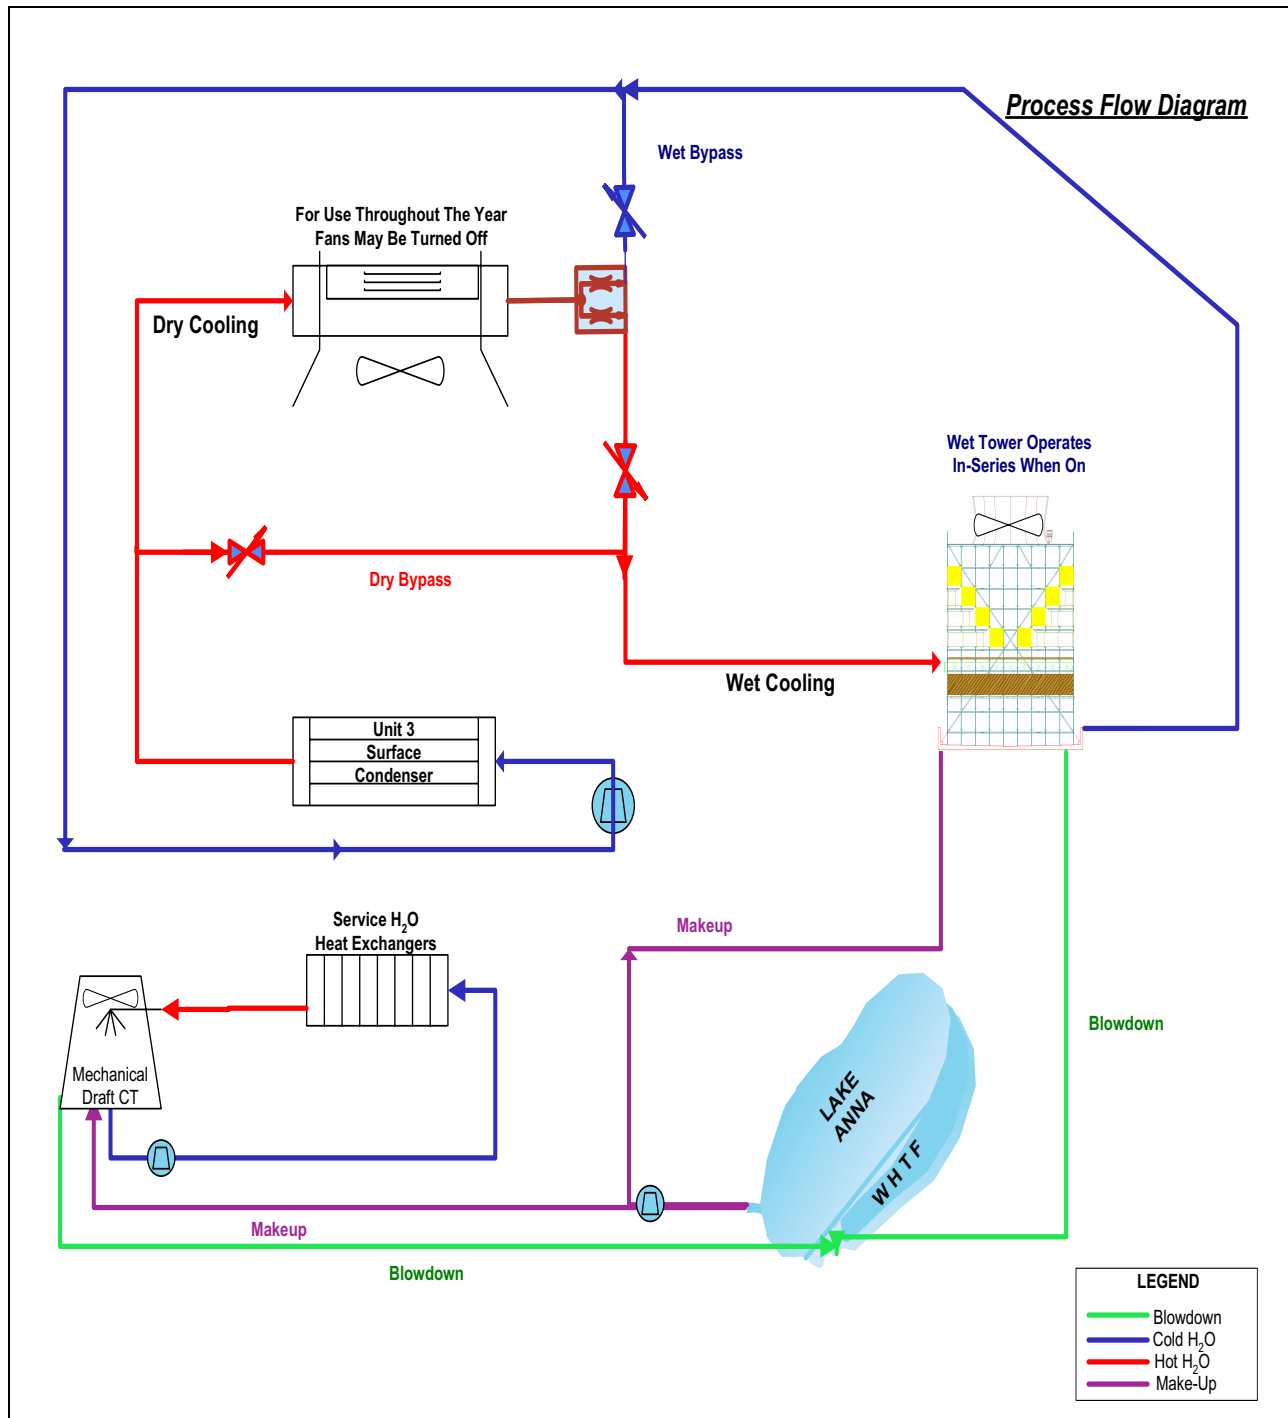 Process Flow Diagram
Wet Bypass
For Use Throughout The Year
Fans May Be Turned Off
Dry Cooling
Wet Tower Operates
In-Series When On
Dry Bypass
Wet Cooling
Unit 3
Surface
Condenser
Service H₂O
Heat Exchangers
Makeup
Mechanical
Draft CT
LAKE
ANNA
WHTF
Blowdown
Makeup
Blowdown
LEGEND
Blowdown
Cold H₂O
Hot H₂O
Make-Up